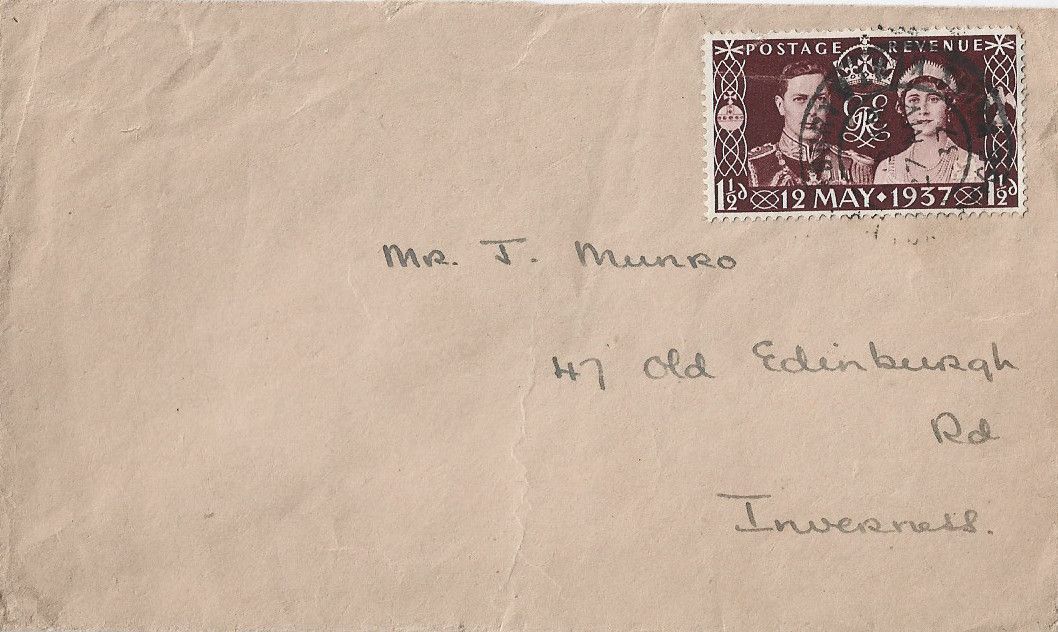 POSTAGE REVENUE
1½d 12 MAY 1937 1½d
Mr. J. Munro
47 Old Edinburgh
Rd
Inverness.